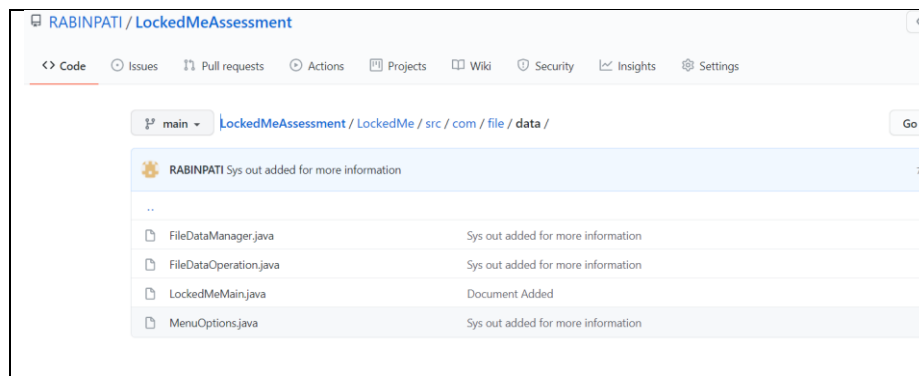 RABINPATI / LockedMeAssessment
Code Issues Pull requests Actions Projects Wiki Security Insights Settings
main LockedMeAssessment / LockedMe / src / com / file / data / Go
RABINPATI Sys out added for more information
..
FileDataManager.java Sys out added for more information
FileDataOperation.java Sys out added for more information
LockedMeMain.java Document Added
MenuOptions.java Sys out added for more information